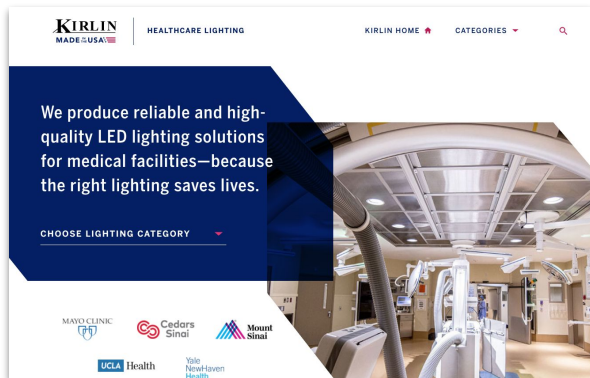 KIRLIN
MADE IN THE USA
HEALTHCARE LIGHTING
KIRLIN HOME
CATEGORIES
We produce reliable and high-
quality LED lighting solutions
for medical facilities—because
the right lighting saves lives.
CHOOSE LIGHTING CATEGORY
MAYO CLINIC
Cedars
Sinai
Mount
Sinai
UCLA Health
Yale
NewHaven
Health